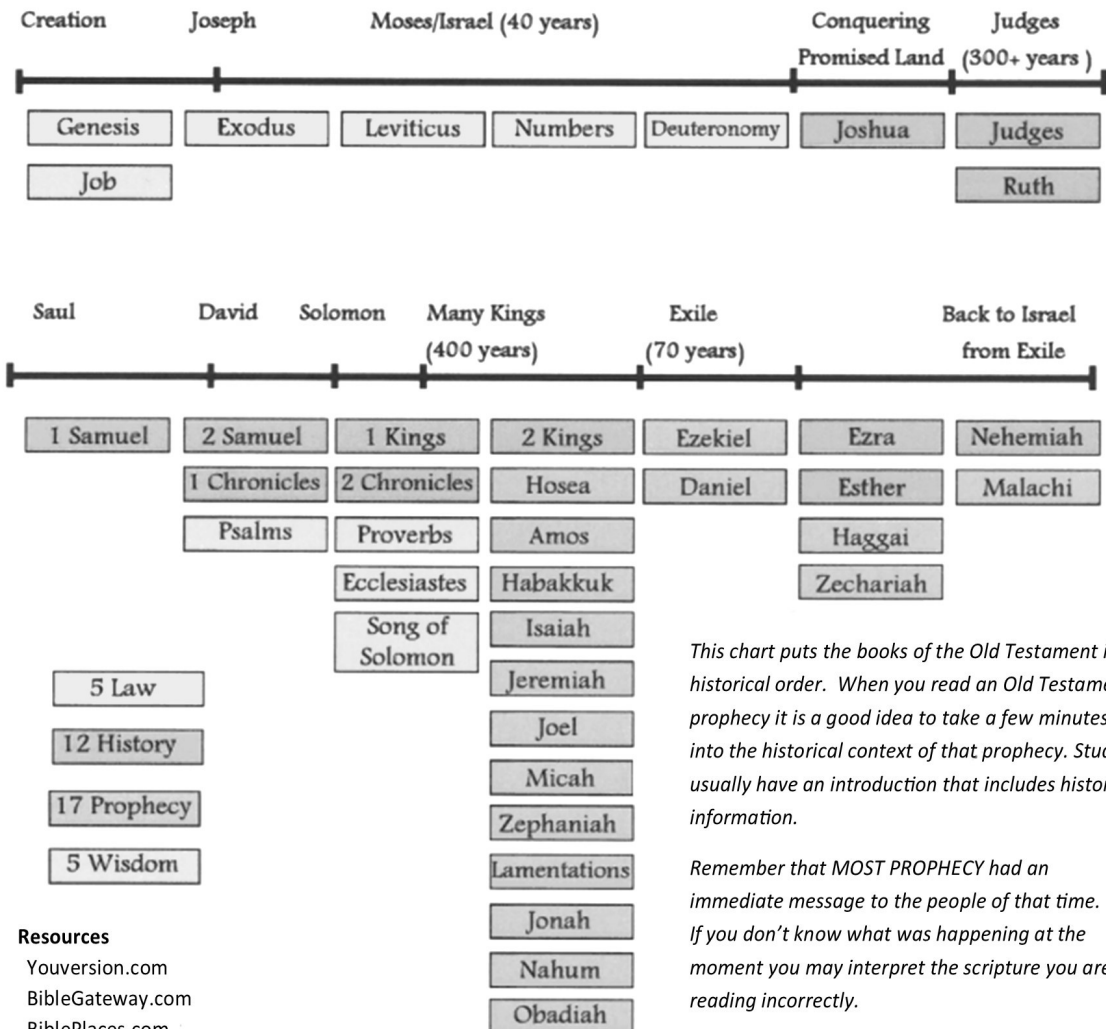 Creation
Joseph
Moses/Israel (40 years)
Conquering
Promised Land
Judges
(300+ years )
Genesis
Exodus
Leviticus
Numbers
Deuteronomy
Joshua
Judges
Job
Ruth
Saul
David
Solomon
Many Kings
(400 years)
Exile
(70 years)
Back to Israel
from Exile
1 Samuel
2 Samuel
1 Kings
2 Kings
Ezekiel
Ezra
Nehemiah
1 Chronicles
2 Chronicles
Hosea
Daniel
Esther
Malachi
Psalms
Proverbs
Amos
Haggai
Ecclesiastes
Habakkuk
Zechariah
Song of
Solomon
Isaiah
Jeremiah
Joel
Micah
Zephaniah
Lamentations
Jonah
Nahum
Obadiah
5 Law
12 History
17 Prophecy
5 Wisdom
Resources
Youversion.com
BibleGateway.com
BiblePlaces.com
This chart puts the books of the Old Testament
historical order. When you read an Old
prophecy it is a good idea to take a few minutes
into the historical context of that prophecy.
usually have an introduction that includes
information.
Remember that MOST PROPHECY had an
immediate message to the people of that time.
If you don't know what was happening at the
moment you may interpret the scripture you are
reading incorrectly.